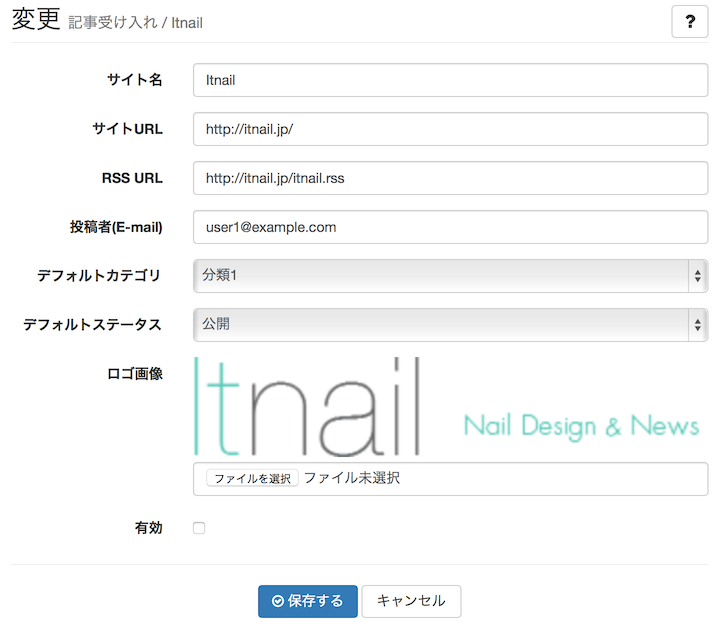 変更 記事受け入れ / Itnail
?
サイト名 Itnail
サイトURL http://itnail.jp/
RSS URL http://itnail.jp/itnail.rss
投稿者(E-mail) user1@example.com
デフォルトカテゴリ 分類1
デフォルトステータス 公開
ロゴ画像 Itnail Nail Design & News
ファイルを選択 ファイル未選択
有効
保存する キャンセル